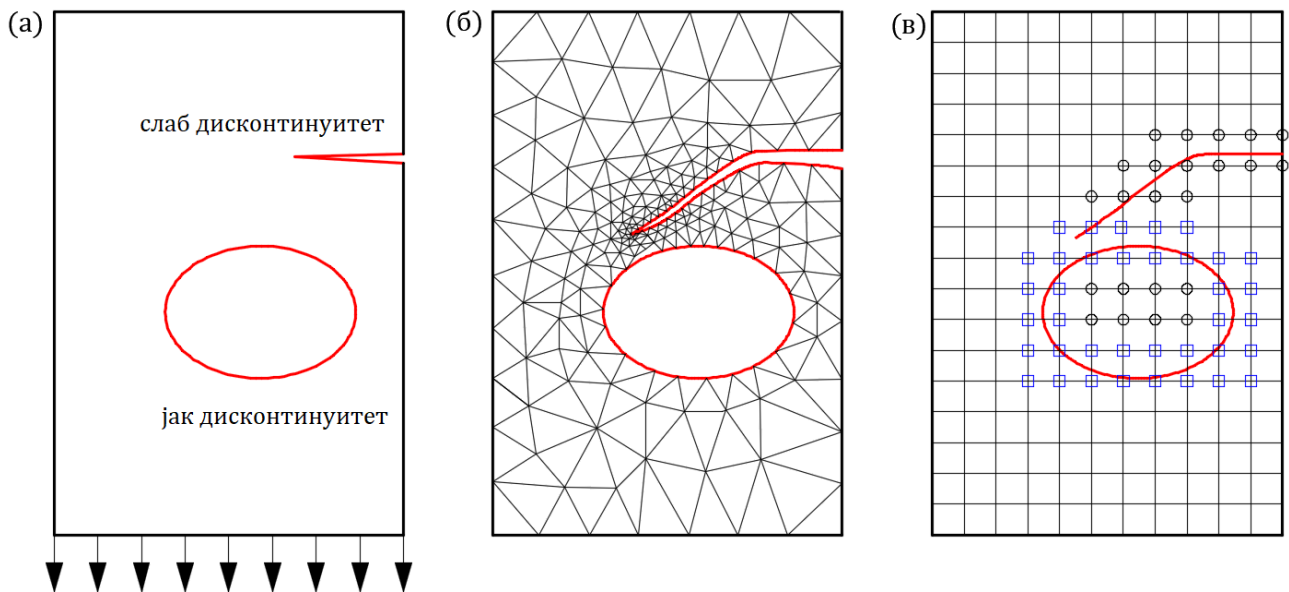 (а)
(б)
(в)
слаб дисконтинуитет
јак дисконтинуитет